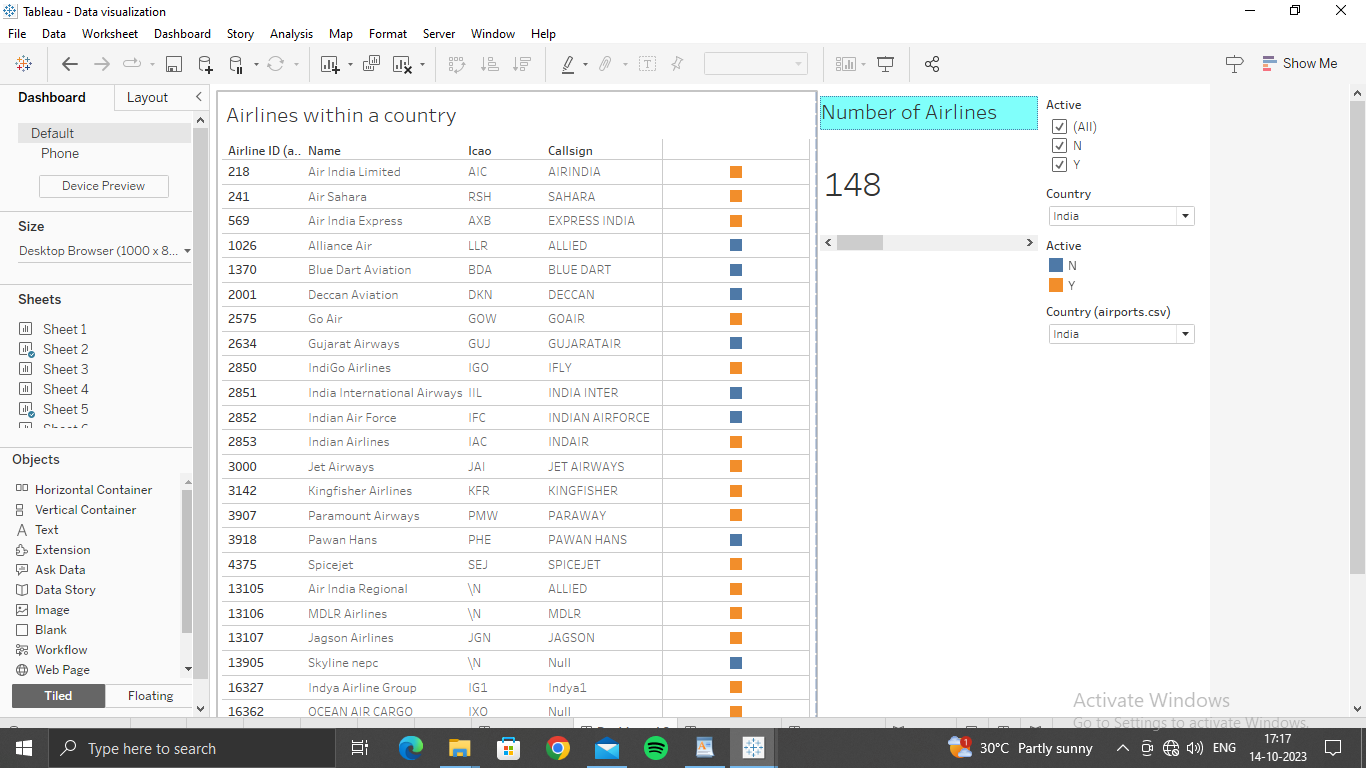 Tableau - Data visualization
File Data Worksheet Dashboard Story Analysis Map Format Server Window Help
Show Me
Dashboard Layout
Default
Phone
Device Preview
Size
Desktop Browser (1000 x 8...
Sheets
Sheet 1
Sheet 2
Sheet 3
Sheet 4
Sheet 5
Objects
Horizontal Container
Vertical Container
Text
Extension
Ask Data
Data Story
Image
Blank
Workflow
Web Page
Tiled Floating
Airlines within a country
Airline ID (a.. Name Icao Callsign
218 Air India Limited AIC AIRINDIA
241 Air Sahara RSH SAHARA
569 Air India Express AXB EXPRESS INDIA
1026 Alliance Air LLR ALLIED
1370 Blue Dart Aviation BDA BLUE DART
2001 Deccan Aviation DKN DECCAN
2575 Go Air GOW GOAIR
2634 Gujarat Airways GUJ GUJARATAIR
2850 IndiGo Airlines IGO IFLY
2851 India International Airways IIL INDIA INTER
2852 Indian Air Force IFC INDIAN AIRFORCE
2853 Indian Airlines IAC INDAIR
3000 Jet Airways JAI JET AIRWAYS
3142 Kingfisher Airlines KFR KINGFISHER
3907 Paramount Airways PMW PARAWAY
3918 Pawan Hans PHE PAWAN HANS
4375 Spicejet SEJ SPICEJET
13105 Air India Regional \N ALLIED
13106 MDLR Airlines \N MDLR
13107 Jagson Airlines JGN JAGSON
13905 Skyline nepc \N Null
16327 Indya Airline Group IG1 Indya1
16362 OCEAN AIR CARGO IXO Null
Number of Airlines
148
Active
(All)
N
Y
Country
India
Active
N
Y
Country (airports.csv)
India
Activate Windows
Go to Settings to activate Windows.
Type here to search
1
30°C Partly sunny
ENG
17:17
14-10-2023